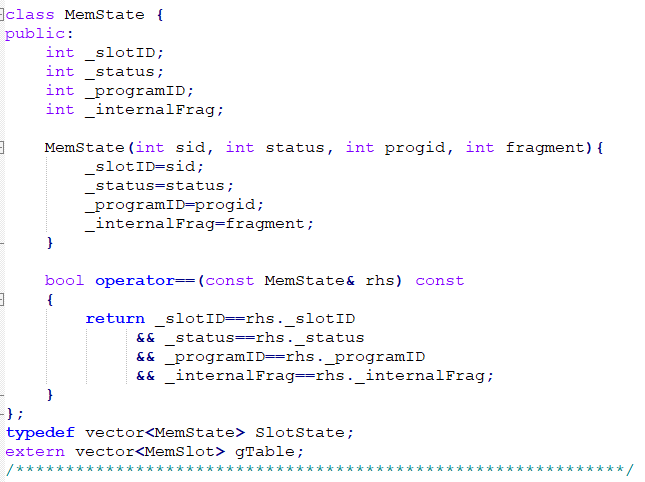 class MemState {
public:
    int _slotID;
    int _status;
    int _programID;
    int _internalFrag;
    MemState(int sid, int status, int progid, int fragment){
        _slotID=sid;
        _status=status;
        _programID=progid;
        _internalFrag=fragment;
    }
    bool operator==(const MemState& rhs) const
    {
        return _slotID==rhs._slotID
             && _status==rhs._status
             && _programID==rhs._programID
             && _internalFrag==rhs._internalFrag;
    }
};
typedef vector<MemState> SlotState;
extern vector<MemSlot> gTable;
/*************************************************************/